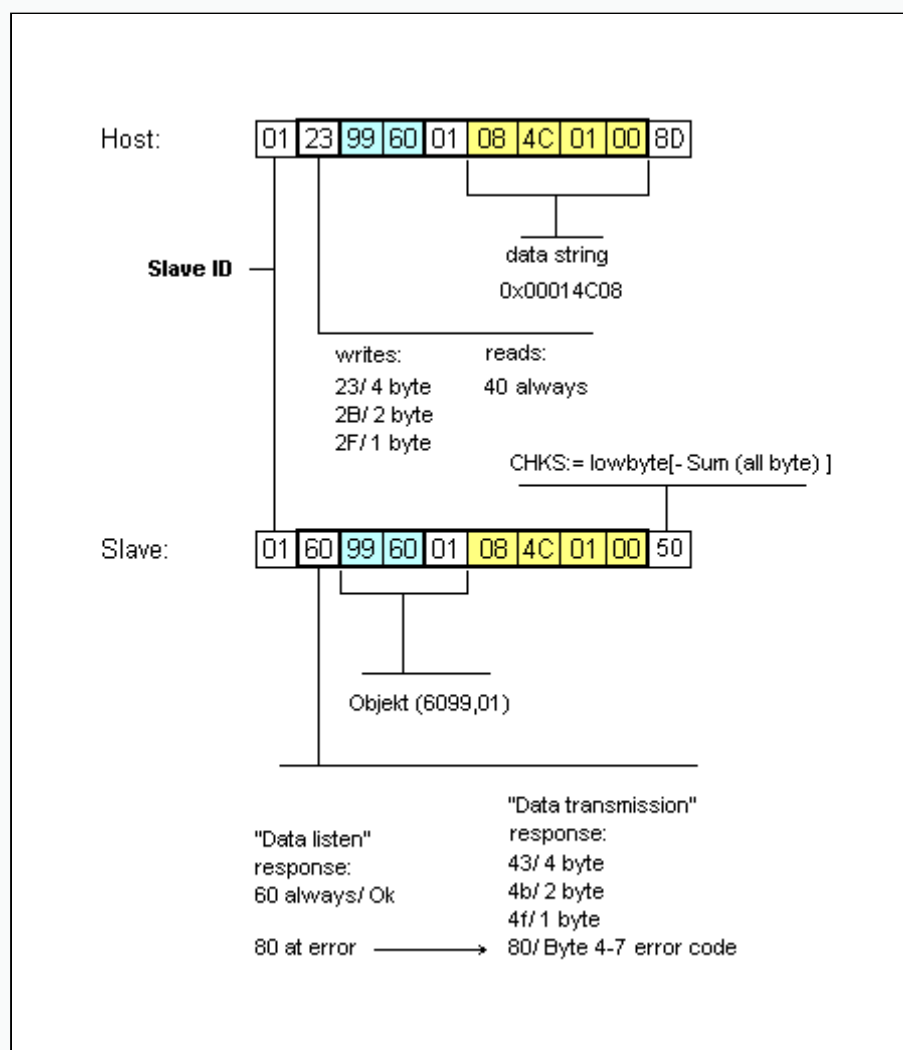 Host: 01 23 99 60 01 08 4C 01 00 8D
data string
0x00014C08
Slave ID
writes: reads:
23/ 4 byte 40 always
2B/ 2 byte
2F/ 1 byte
CHKS:= lowbyte[- Sum (all byte) ]
Slave: 01 60 99 60 01 08 4C 01 00 50
Objekt (6099,01)
"Data listen"
response:
60 always/ Ok
80 at error
"Data transmission"
response:
43/ 4 byte
4b/ 2 byte
4f/ 1 byte
80/ Byte 4-7 error code